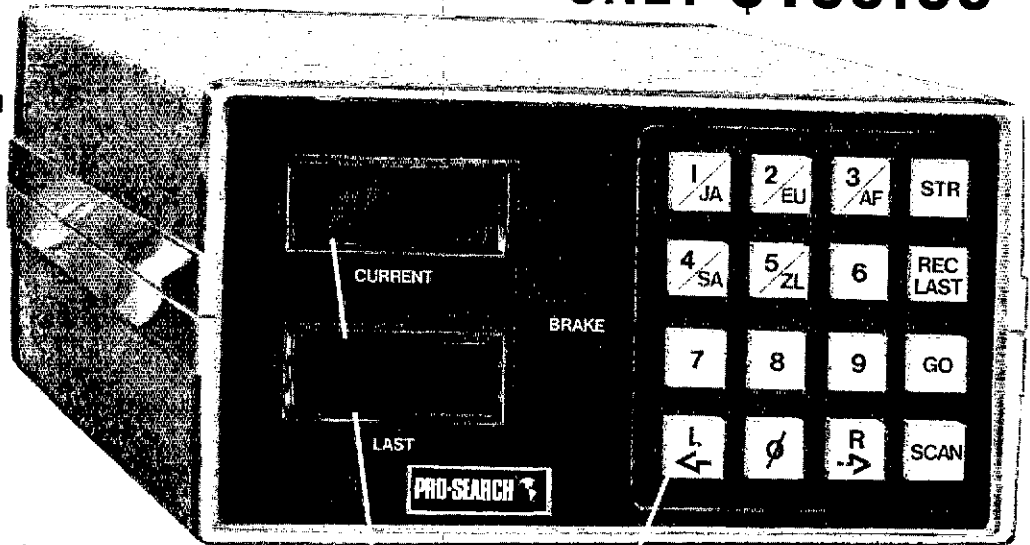 CURRENT
LAST
BRAKE
PRO-SEARCH
1/JA 2/EU 3/AF STR
4/SA 5/ZL 6 REC LAST
7 8 9 GO
L Ø R SCAN